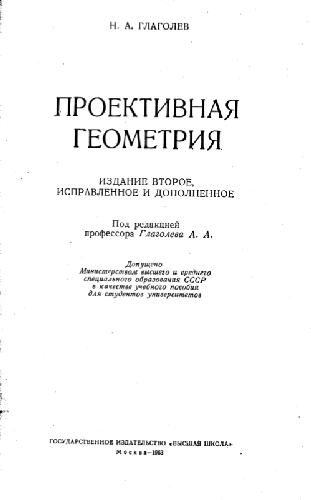 Н. А. ГЛАГОЛЕВ
ПРОЕКТИВНАЯ
ГЕОМЕТРИЯ
ИЗДАНИЕ ВТОРОЕ,
ИСПРАВЛЕННОЕ И ДОПОЛНЕННОЕ
Под редакцией
профессора Глаголева А. А.
Допущено
Министерством высшего и среднего
специального образования СССР
в качестве учебного пособия
для студентов университетов
ГОСУДАРСТВЕННОЕ ИЗДАТЕЛЬСТВО «ВЫСШАЯ ШКОЛА»
Москва—1963